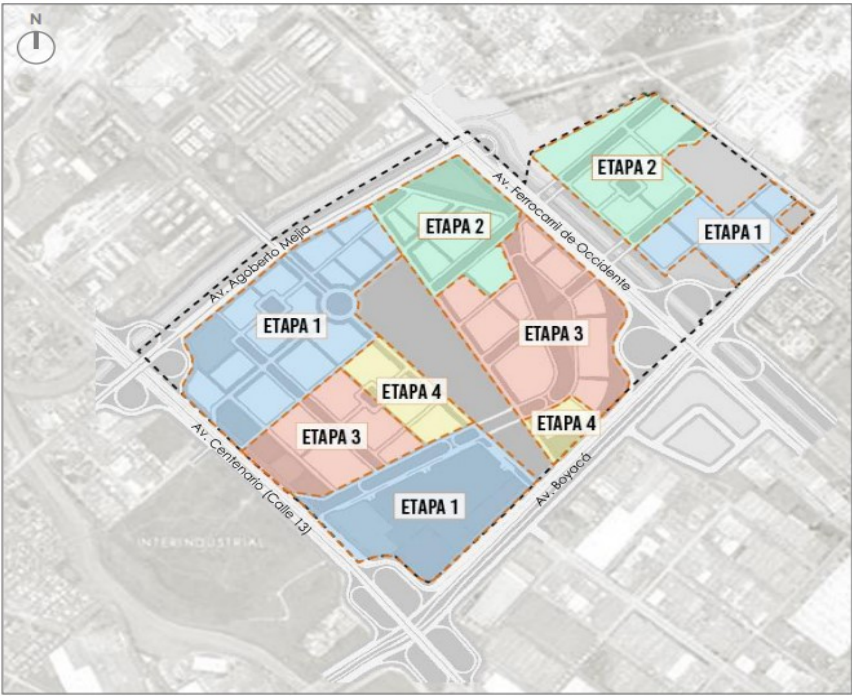 N
ETAPA 2
Av. Ferrocarril de Occidente
ETAPA 2
ETAPA 1
Av. Agoberto Mejia
ETAPA 1
ETAPA 3
ETAPA 4
ETAPA 4
ETAPA 3
Av. Centenario (Calle 13)
Av. Boyacá
ETAPA 1
INTERINDUSTRIAL